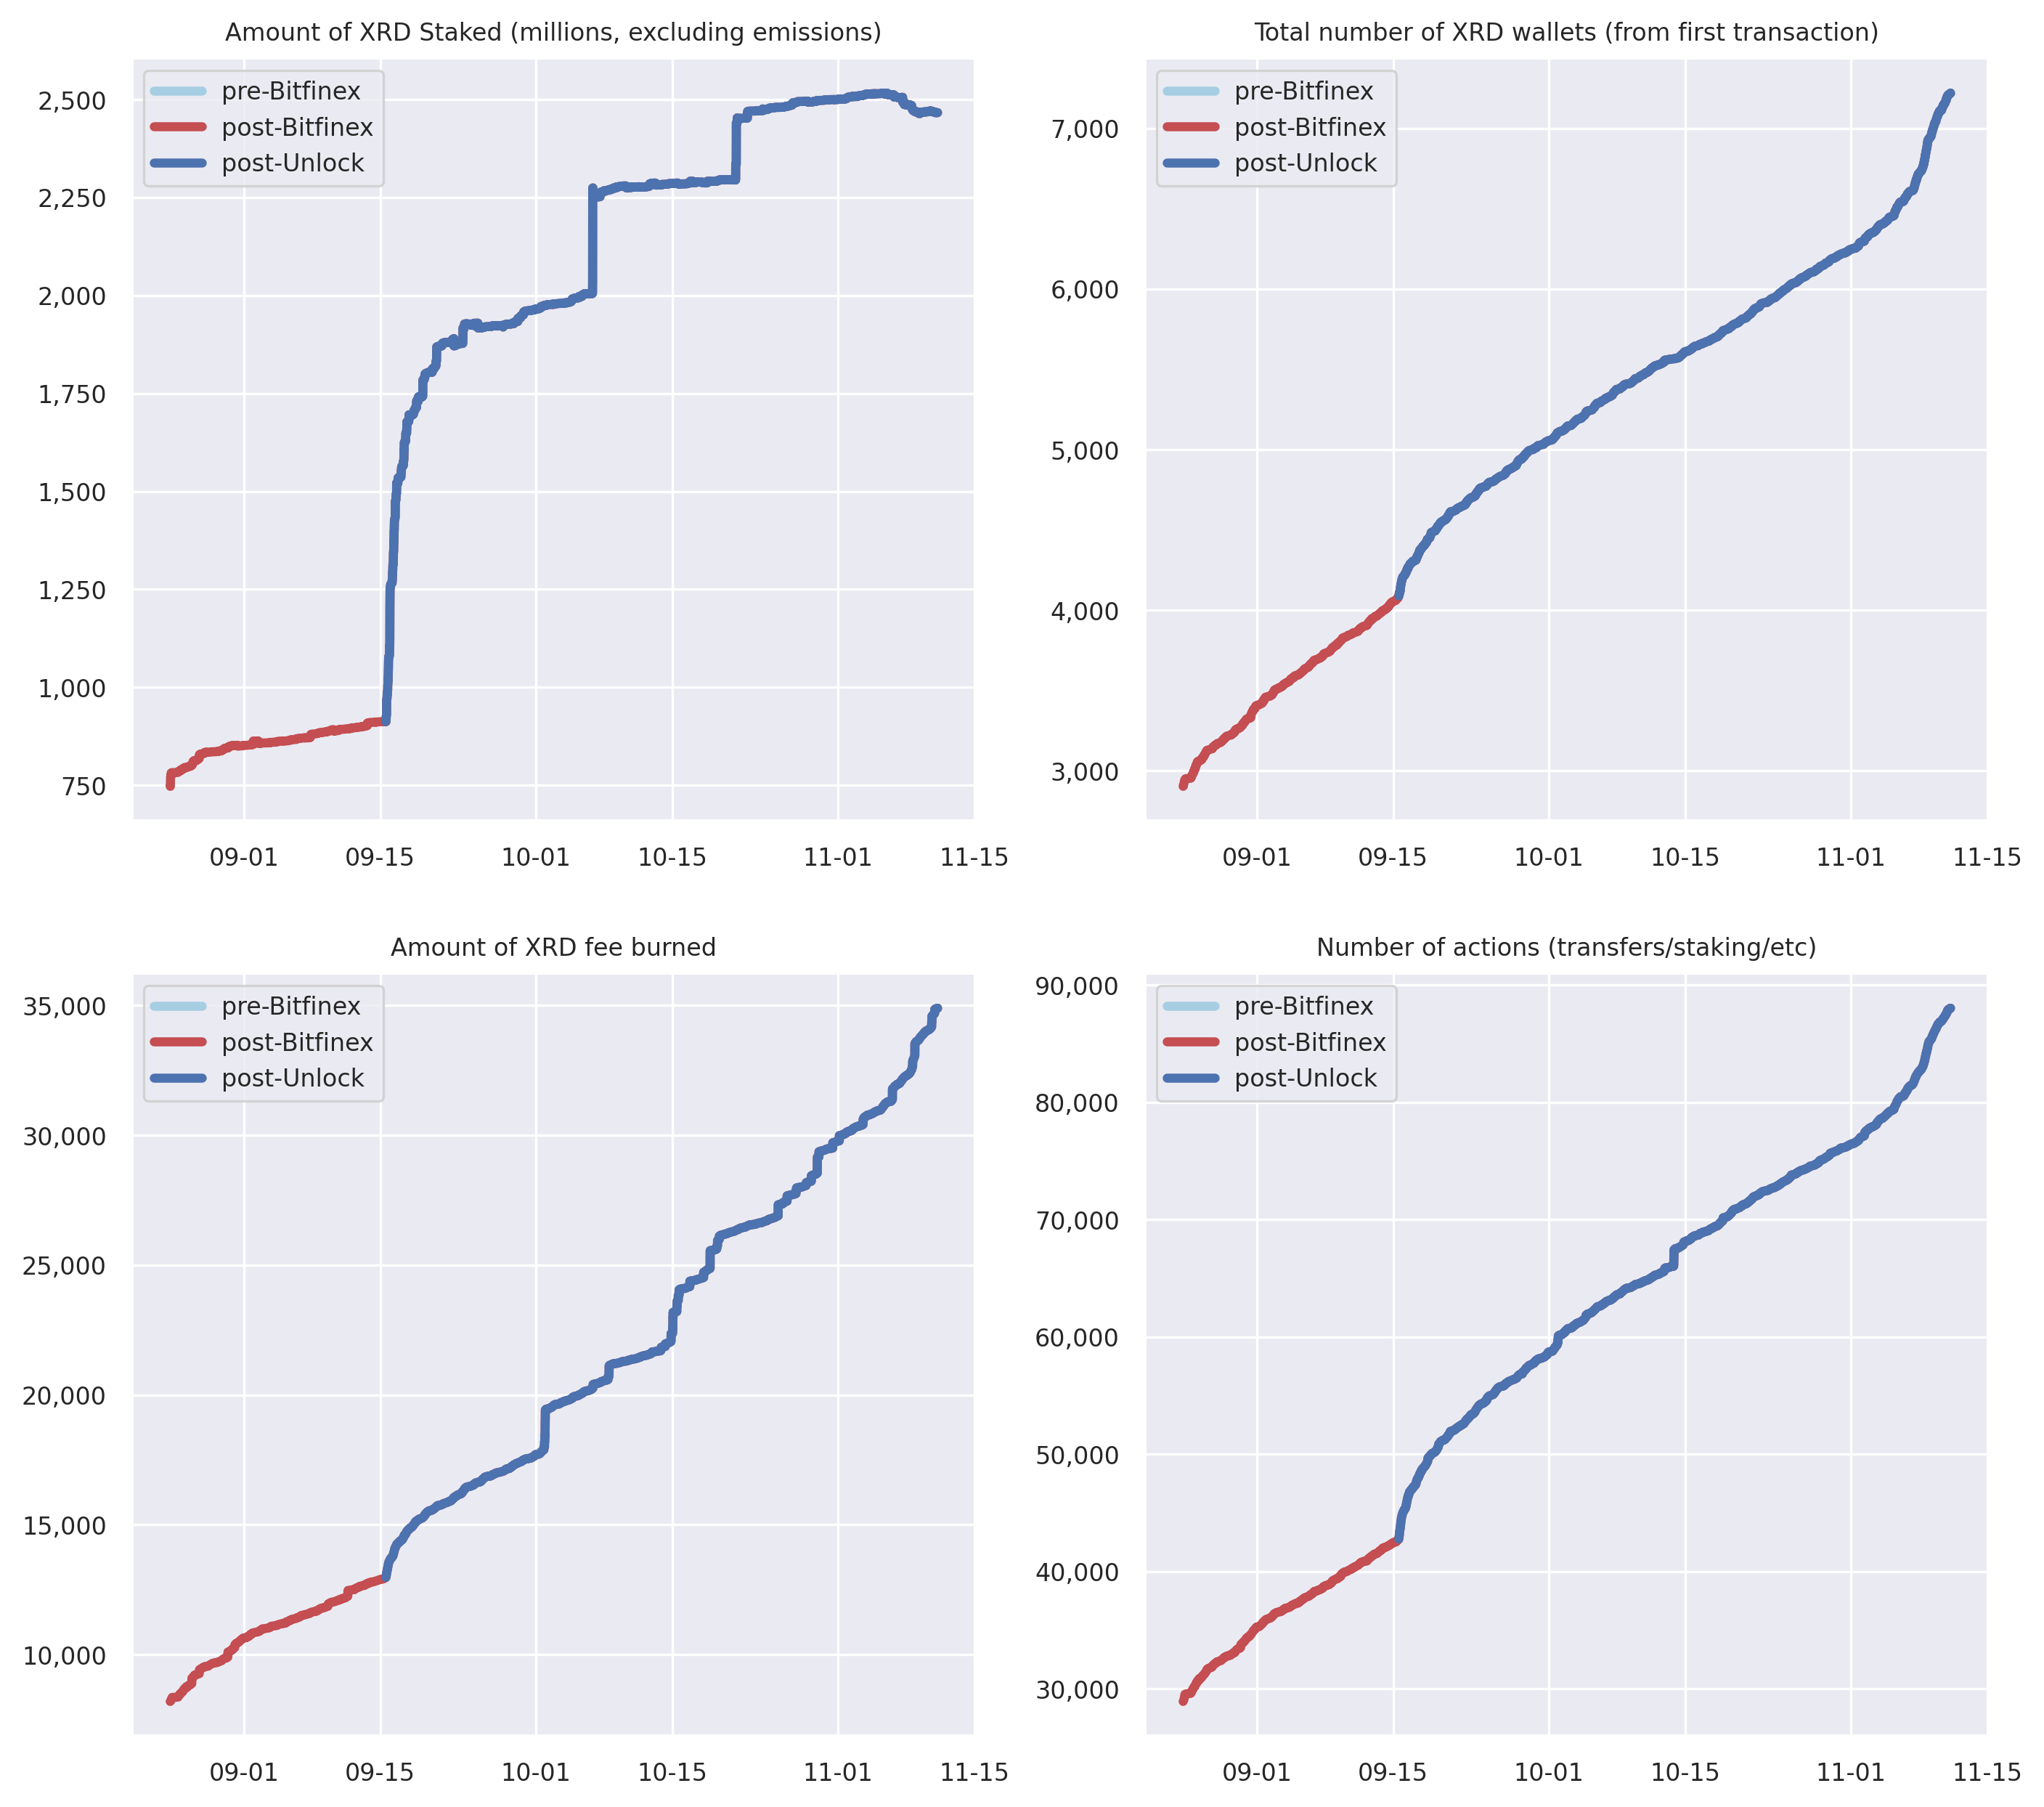 Amount of XRD Staked (millions, excluding emissions)
pre-Bitfinex
post-Bitfinex
post-Unlock
2,500
2,250
2,000
1,750
1,500
1,250
1,000
750
09-01 09-15 10-01 10-15 11-01 11-15
Total number of XRD wallets (from first transaction)
pre-Bitfinex
post-Bitfinex
post-Unlock
7,000
6,000
5,000
4,000
3,000
09-01 09-15 10-01 10-15 11-01 11-15
Amount of XRD fee burned
pre-Bitfinex
post-Bitfinex
post-Unlock
35,000
30,000
25,000
20,000
15,000
10,000
09-01 09-15 10-01 10-15 11-01 11-15
Number of actions (transfers/staking/etc)
pre-Bitfinex
post-Bitfinex
post-Unlock
90,000
80,000
70,000
60,000
50,000
40,000
30,000
09-01 09-15 10-01 10-15 11-01 11-15